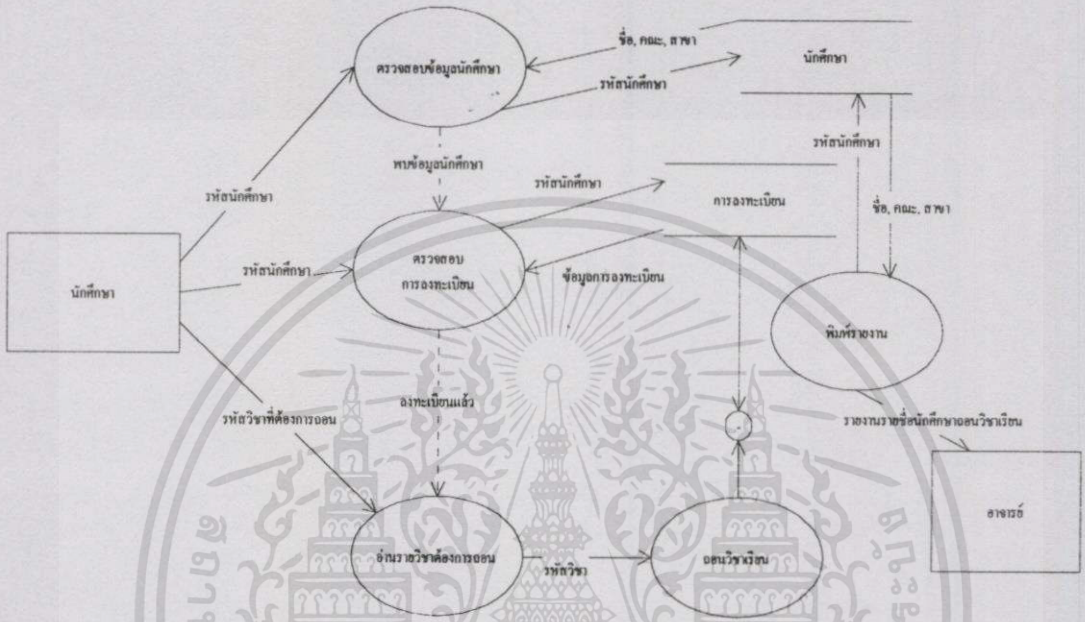 ชื่อ, คณะ, สาขา
ตรวจสอบข้อมูลนักศึกษา
นักศึกษา
รหัสนักศึกษา
รหัสนักศึกษา
พบข้อมูลนักศึกษา
รหัสนักศึกษา
รหัสนักศึกษา
การลงทะเบียน
ชื่อ, คณะ, สาขา
นักศึกษา
รหัสนักศึกษา
ตรวจสอบ
การลงทะเบียน
ข้อมูลการลงทะเบียน
พิมพ์รายงาน
รหัสวิชาที่ต้องการถอน
ลงทะเบียนแล้ว
รายงานรายชื่อนักศึกษาถอนวิชาเรียน
อาจารย์
อ่านรายวิชาต้องการถอน
รหัสวิชา
ถอนวิชาเรียน